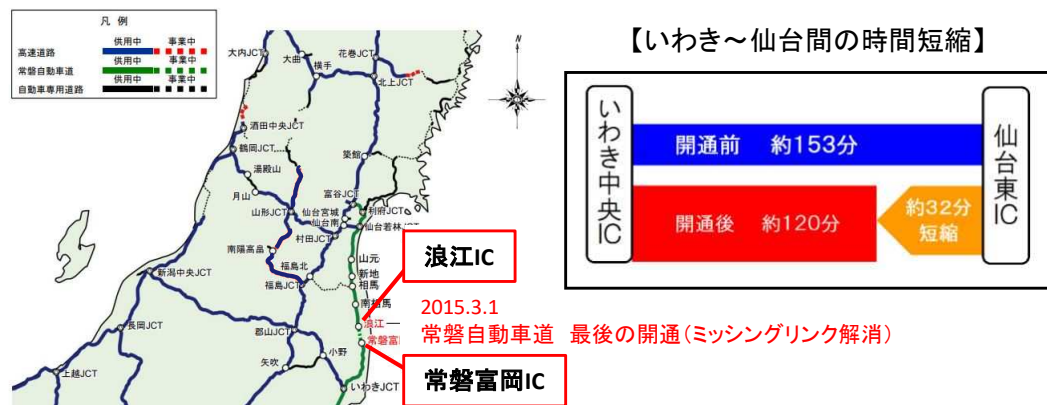 凡 例
供用中 事業中
高速道路
供用中 事業中
常磐自動車道
供用中 事業中
自動車専用道路
N
大内JCT
大曲
花巻JCT
横手
北上JCT
酒田中央JCT
鶴岡JCT
築館
湯殿山
月山
富谷JCT
山形JCT
仙台宮城
利府JCT
仙台南
仙台若林JCT
村田JCT
南陽高畠
山元
福島北
新地
新潟中央JCT
福島JCT
相馬
南相馬
浪江
長岡JCT
郡山JCT
常磐富
小野
矢吹
上越JCT
いわきJCT
浪江IC
2015.3.1
常磐自動車道 最後の開通(ミッシングリンク解消)
常磐富岡IC
【いわき~仙台間の時間短縮】
いわき中央IC
開通前 約153分
開通後 約120分
約32分
短縮
仙台東IC